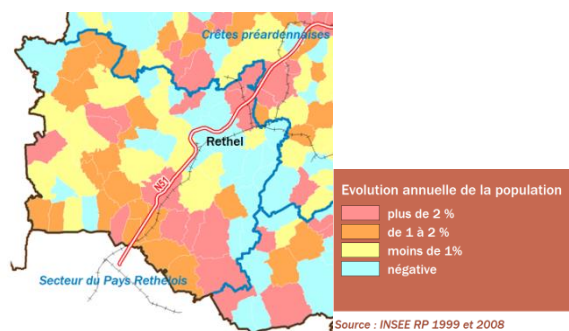 Crêtes préardennaises
Rethel
N51
Secteur du Pays Rethélois
Evolution annuelle de la population
plus de 2 %
de 1 à 2 %
moins de 1%
négative
Source : INSEE RP 1999 et 2008